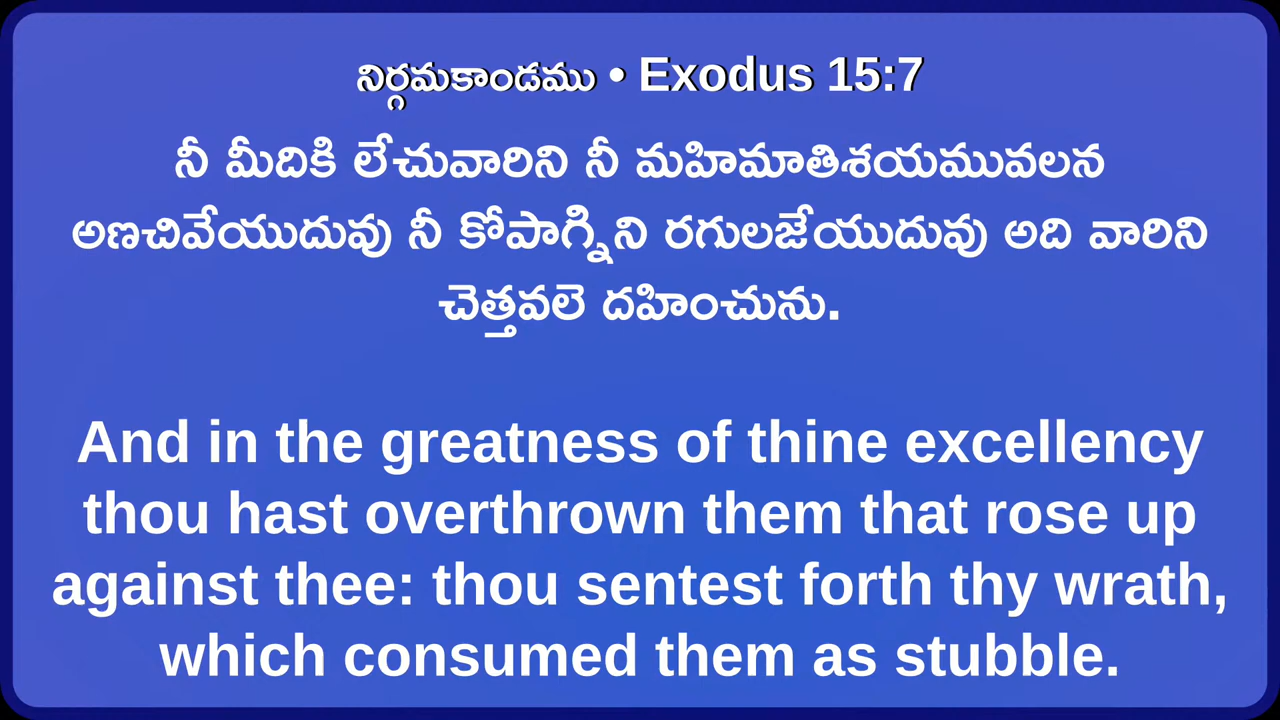 నిర్గమకాండము • Exodus 15:7
నీ మీదికి లేచువారిని నీ మహిమాతిశయమువలన
అణచివేయుదువు నీ కోపాగ్నిని రగులజేయుదువు అది వారిని
చెత్తవలె దహించును.
And in the greatness of thine excellency
thou hast overthrown them that rose up
against thee: thou sentest forth thy wrath,
which consumed them as stubble.